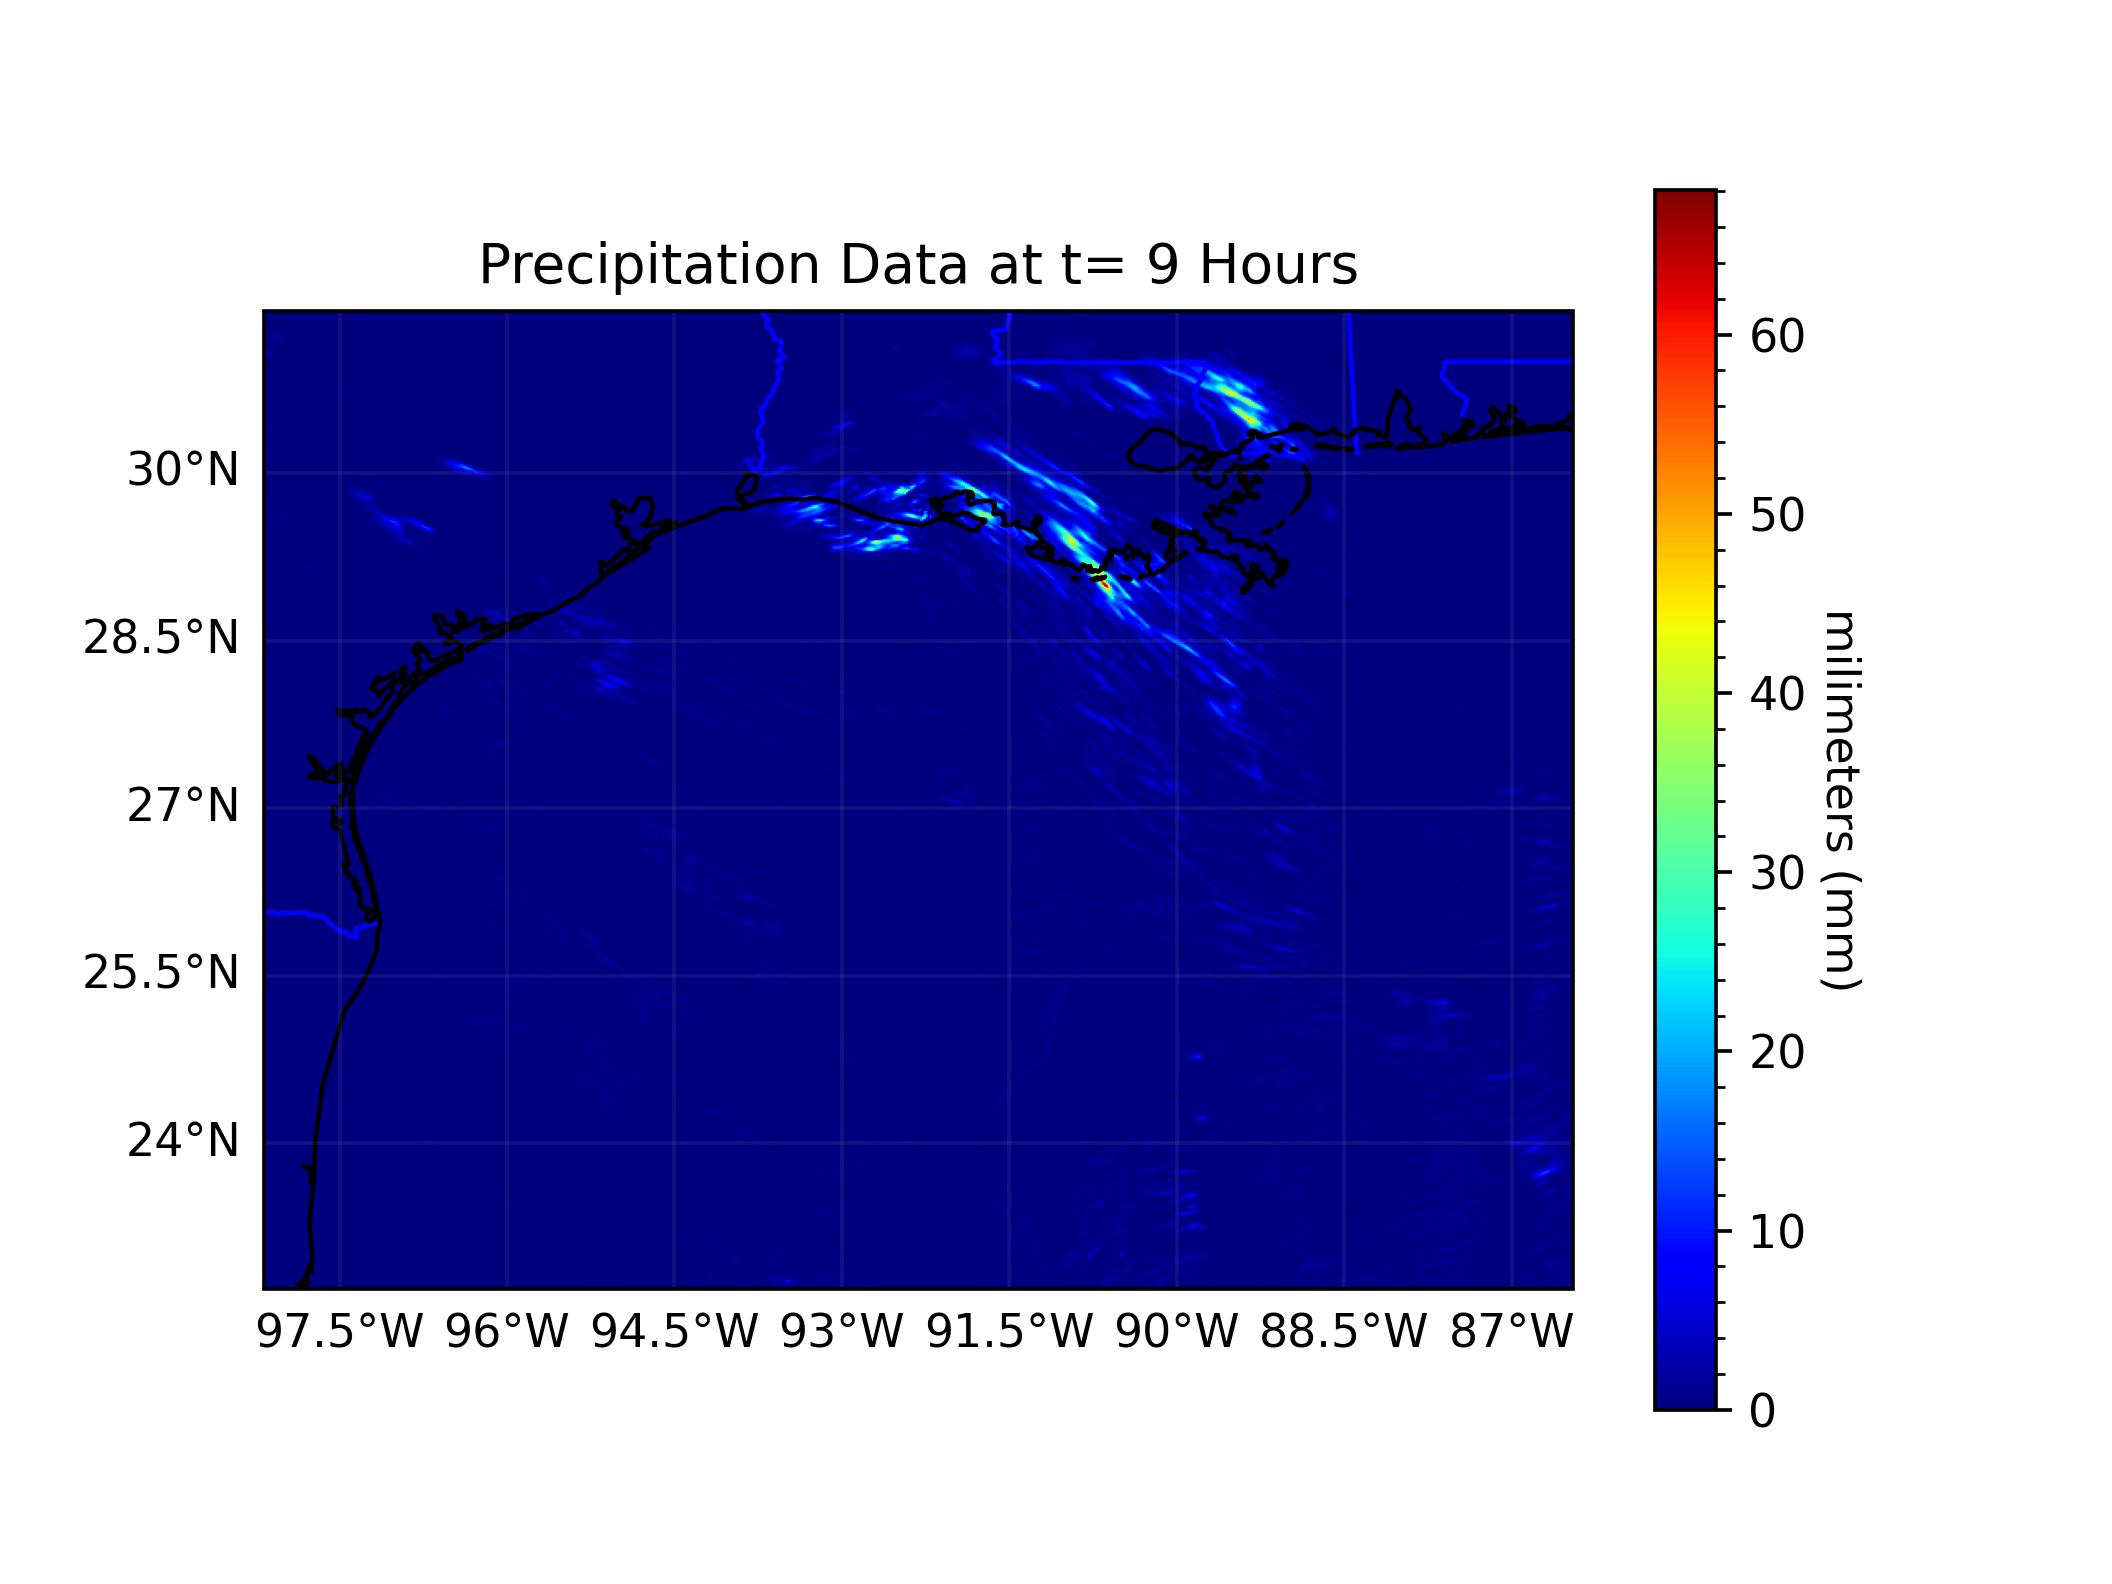 Precipitation Data at t= 9 Hours
30°N
28.5°N
27°N
25.5°N
24°N
97.5°W 96°W 94.5°W 93°W 91.5°W 90°W 88.5°W 87°W
60
50
40
30
20
10
0
millimeters (mm)